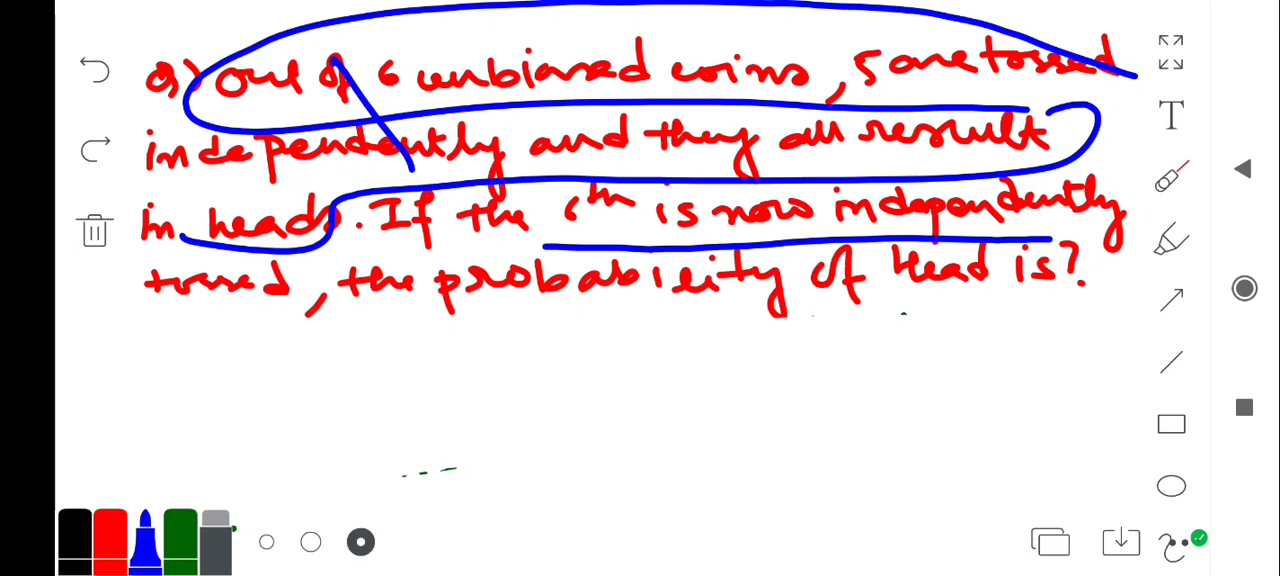 Q) Out of 6 unbiased coins, 5 are tossed
independently and they all result
in heads. If the 6th is now independently
tossed, the probability of Head is?
T